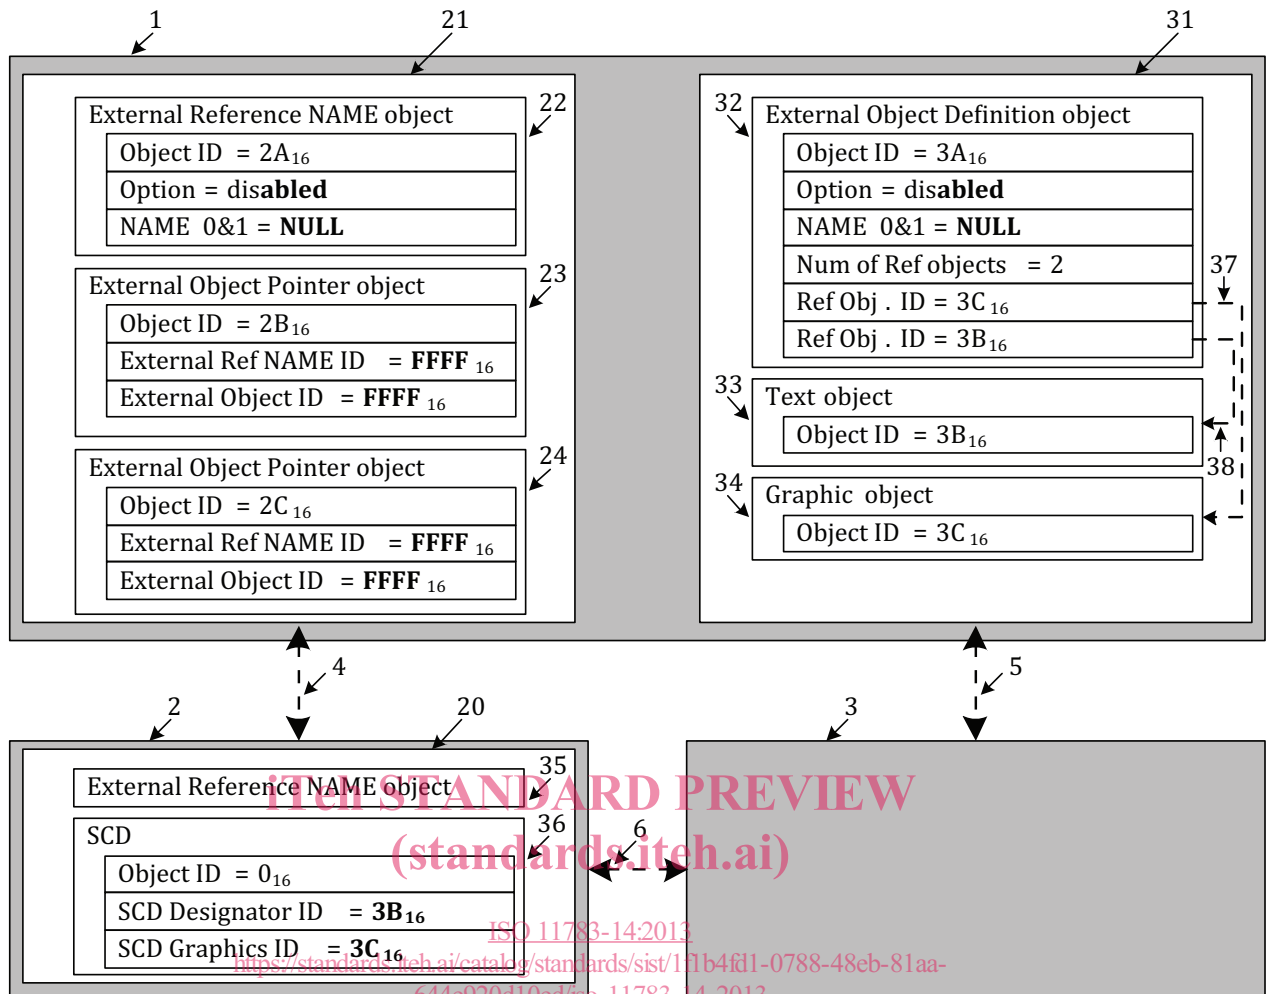 1
21
31
External Reference NAME object
22
Object ID = 2A16
Option = disabled
NAME 0&1 = NULL
External Object Pointer object
23
Object ID = 2B16
External Ref NAME ID = FFFF 16
External Object ID = FFFF 16
External Object Pointer object
24
Object ID = 2C16
External Ref NAME ID = FFFF 16
External Object ID = FFFF 16
32
External Object Definition object
Object ID = 3A16
Option = disabled
NAME 0&1 = NULL
Num of Ref objects = 2
37
Ref Obj . ID = 3C 16
Ref Obj . ID = 3B16
33
Text object
Object ID = 3B16
38
34
Graphic object
Object ID = 3C 16
4
5
2
20
3
External Reference NAME object
35
SCD
36
6
Object ID = 016
SCD Designator ID = 3B16
SCD Graphics ID = 3C16
iTeh STANDARD PREVIEW
(standards.iteh.ai)
ISO 11783-14:2013
https://standards.iteh.ai/catalog/standards/sist/1f1b4fd1-0788-48eb-81aa-